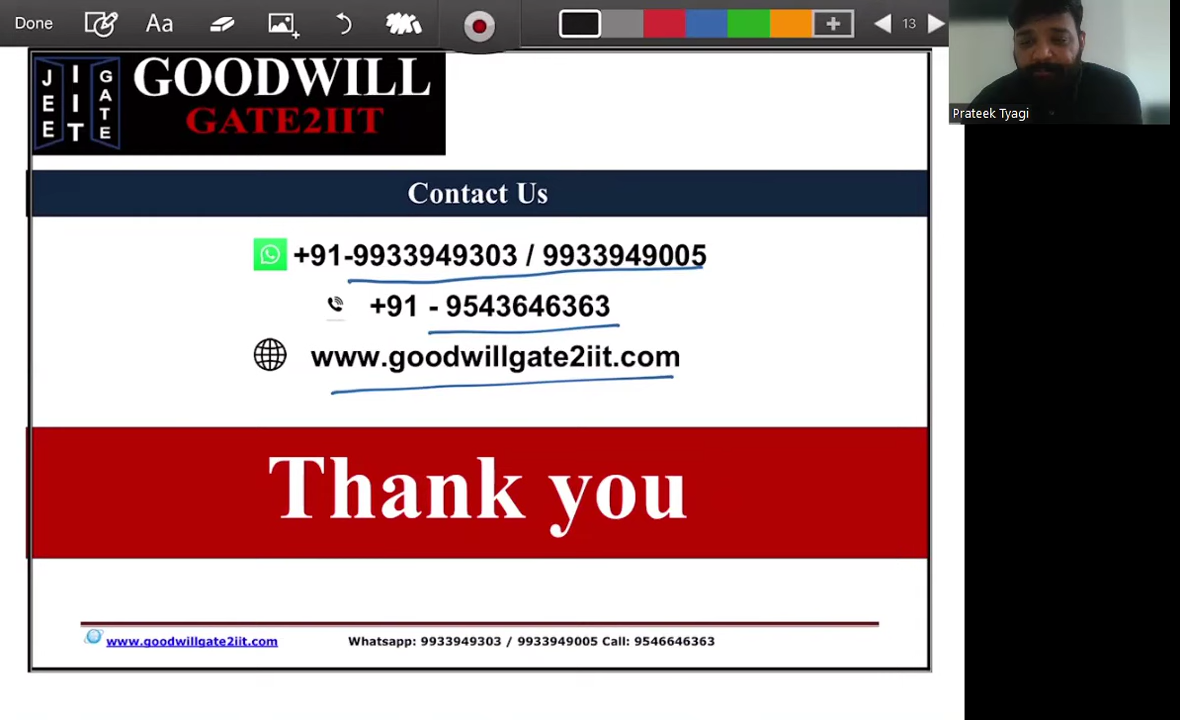 Done Aa 13
JEE IIT GATE GOODWILL
GATE2IIT
Prateek Tyagi
Contact Us
+91-9933949303 / 9933949005
+91 - 9543646363
www.goodwillgate2iit.com
Thank you
www.goodwillgate2iit.com Whatsapp: 9933949303 / 9933949005 Call: 9546646363